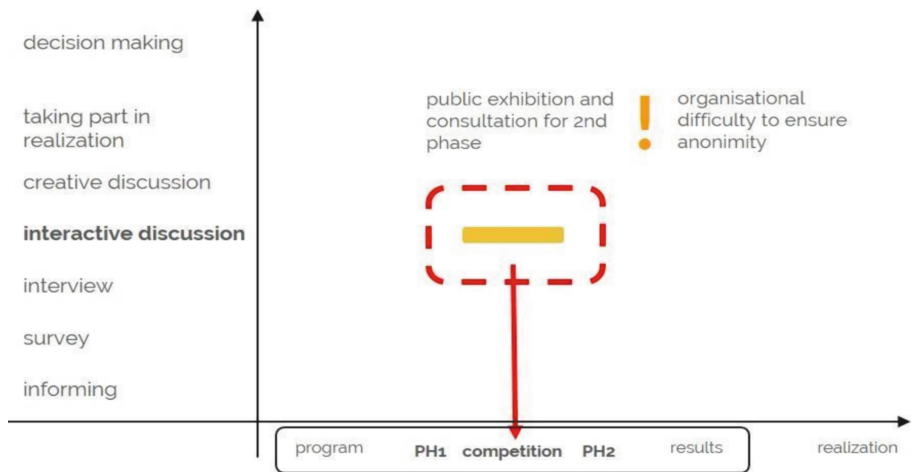 decision making
taking part in
realization
creative discussion
interactive discussion
interview
survey
informing
public exhibition and
consultation for 2nd
phase
!
organisational
difficulty to ensure
anonimity
program PH1 competition PH2 results realization